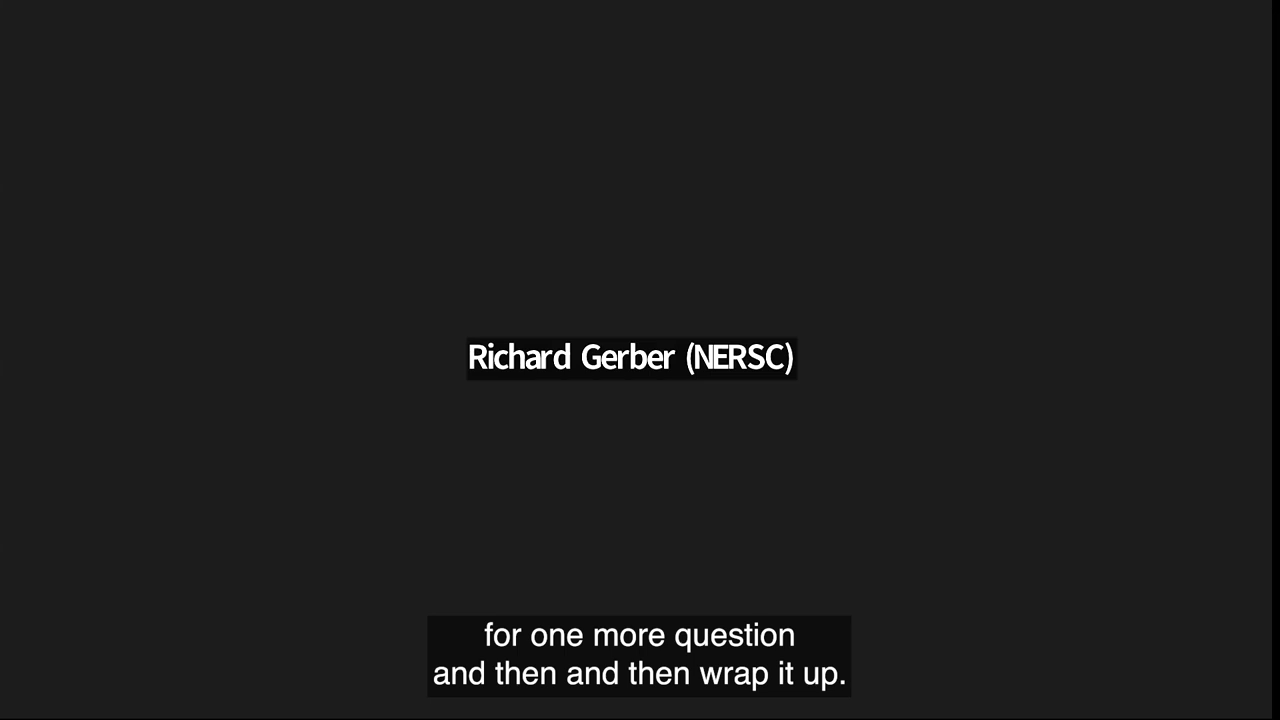 Richard Gerber (NERSC)
for one more question
and then and then wrap it up.